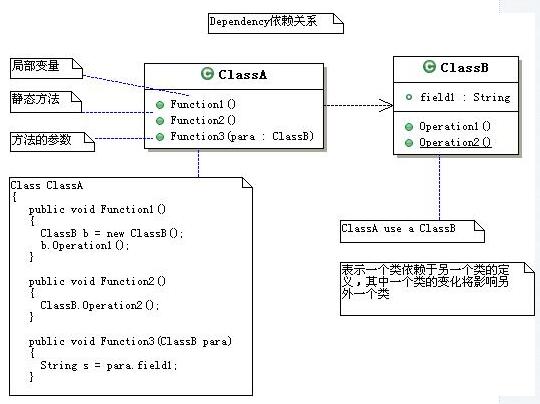 Dependency依赖关系
局部变量
静态方法
方法的参数
C ClassA
Function1()
Function2()
Function3(para : ClassB)
C ClassB
field1 : String
Operation1()
Operation2()
Class ClassA
{
public void Function1()
{
ClassB b = new ClassB();
b.Operation1();
}
public void Function2()
{
ClassB.Operation2();
}
public void Function3(ClassB para)
{
String s = para.field1;
}
ClassA use a ClassB
表示一个类依赖于另一个类的定
义，其中一个类的变化将影响另
外一个类